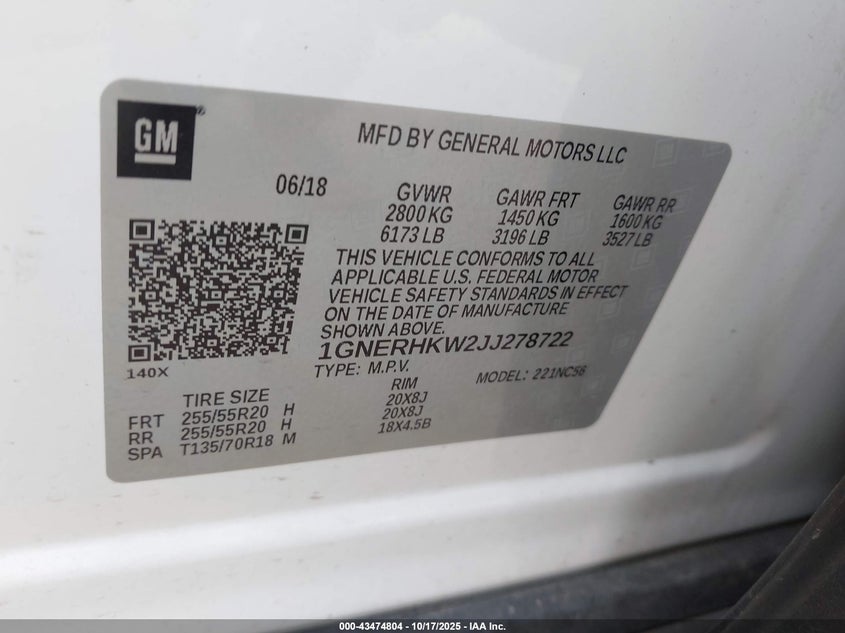 GM
MFD BY GENERAL MOTORS LLC
06/18 GVWR GAWR FRT GAWR RR
2800 KG 1450 KG 1600 KG
6173 LB 3196 LB 3527 LB
THIS VEHICLE CONFORMS TO ALL
APPLICABLE U.S. FEDERAL MOTOR
VEHICLE SAFETY STANDARDS IN EFFECT
ON THE DATE OF MANUFACTURE
SHOWN ABOVE.
1GNERHKW2JJ278722
140X
TYPE: M.P.V. MODEL: 221NC56
TIRE SIZE RIM
FRT 255/55R20 H 20X8J
RR 255/55R20 H 20X8J
SPA T135/70R18 M 18X4.5B
000-43474804 | 10/17/2025 - IAA Inc.